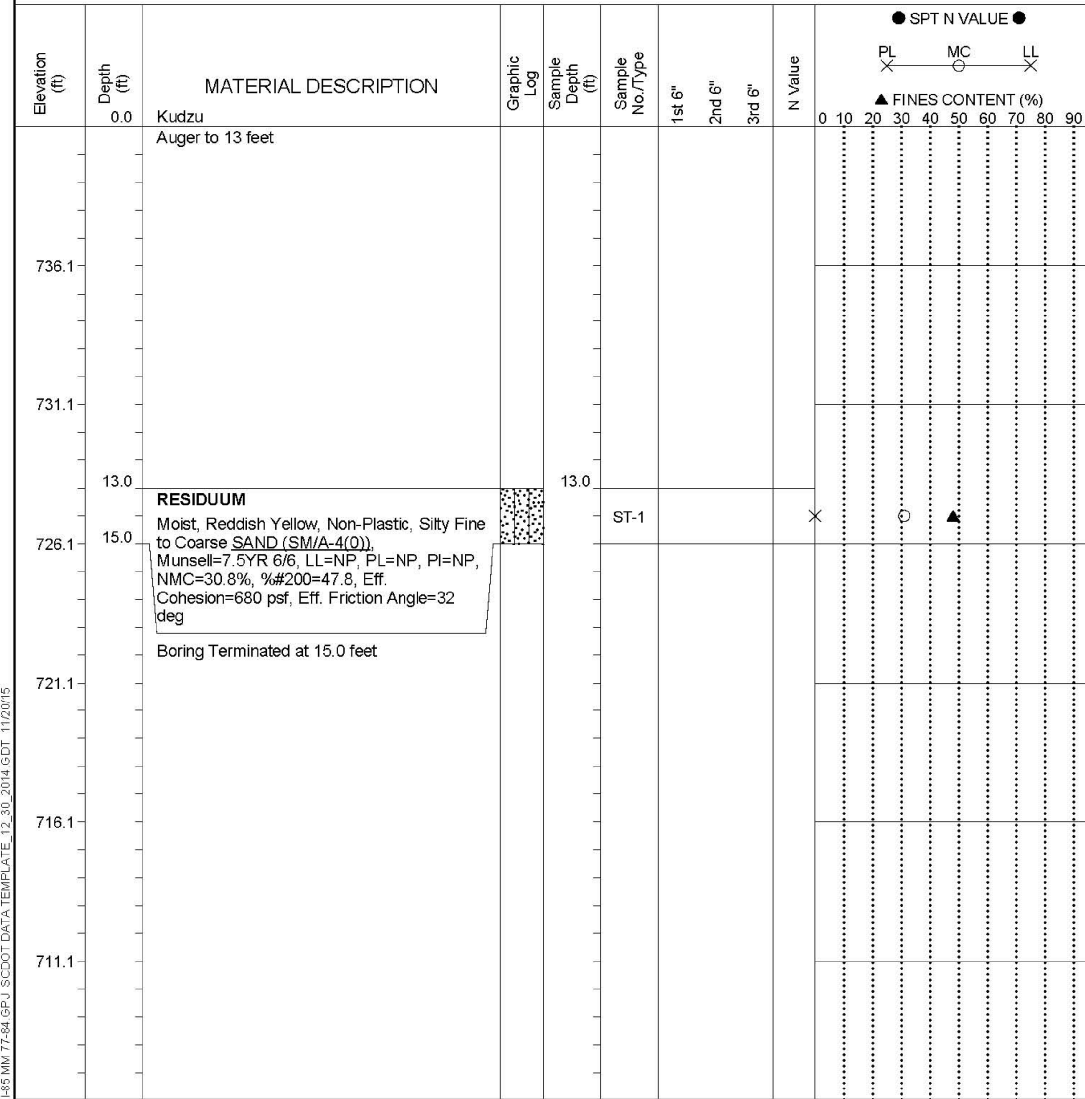 ● SPT N VALUE ●
PL MC LL
▲ FINES CONTENT (%)
0 10 20 30 40 50 60 70 80 90
Elevation (ft)
Depth (ft)
MATERIAL DESCRIPTION
Graphic Log
Sample Depth (ft)
Sample No./Type
1st 6"
2nd 6"
3rd 6"
N Value
0.0 Kudzu
Auger to 13 feet
736.1
731.1
13.0
13.0
RESIDUUM
Moist, Reddish Yellow, Non-Plastic, Silty Fine
to Coarse SAND (SM/A-4(0)),
Munsell=7.5YR 6/6, LL=NP, PL=NP, PI=NP,
NMC=30.8%, %#200=47.8, Eff.
Cohesion=680 psf, Eff. Friction Angle=32
deg
ST-1
15.0
726.1
Boring Terminated at 15.0 feet
721.1
716.1
711.1
I-85 MM 77-84.GPJ SCDOT DATA TEMPLATE_12_30_2014.GDT 11/20/15